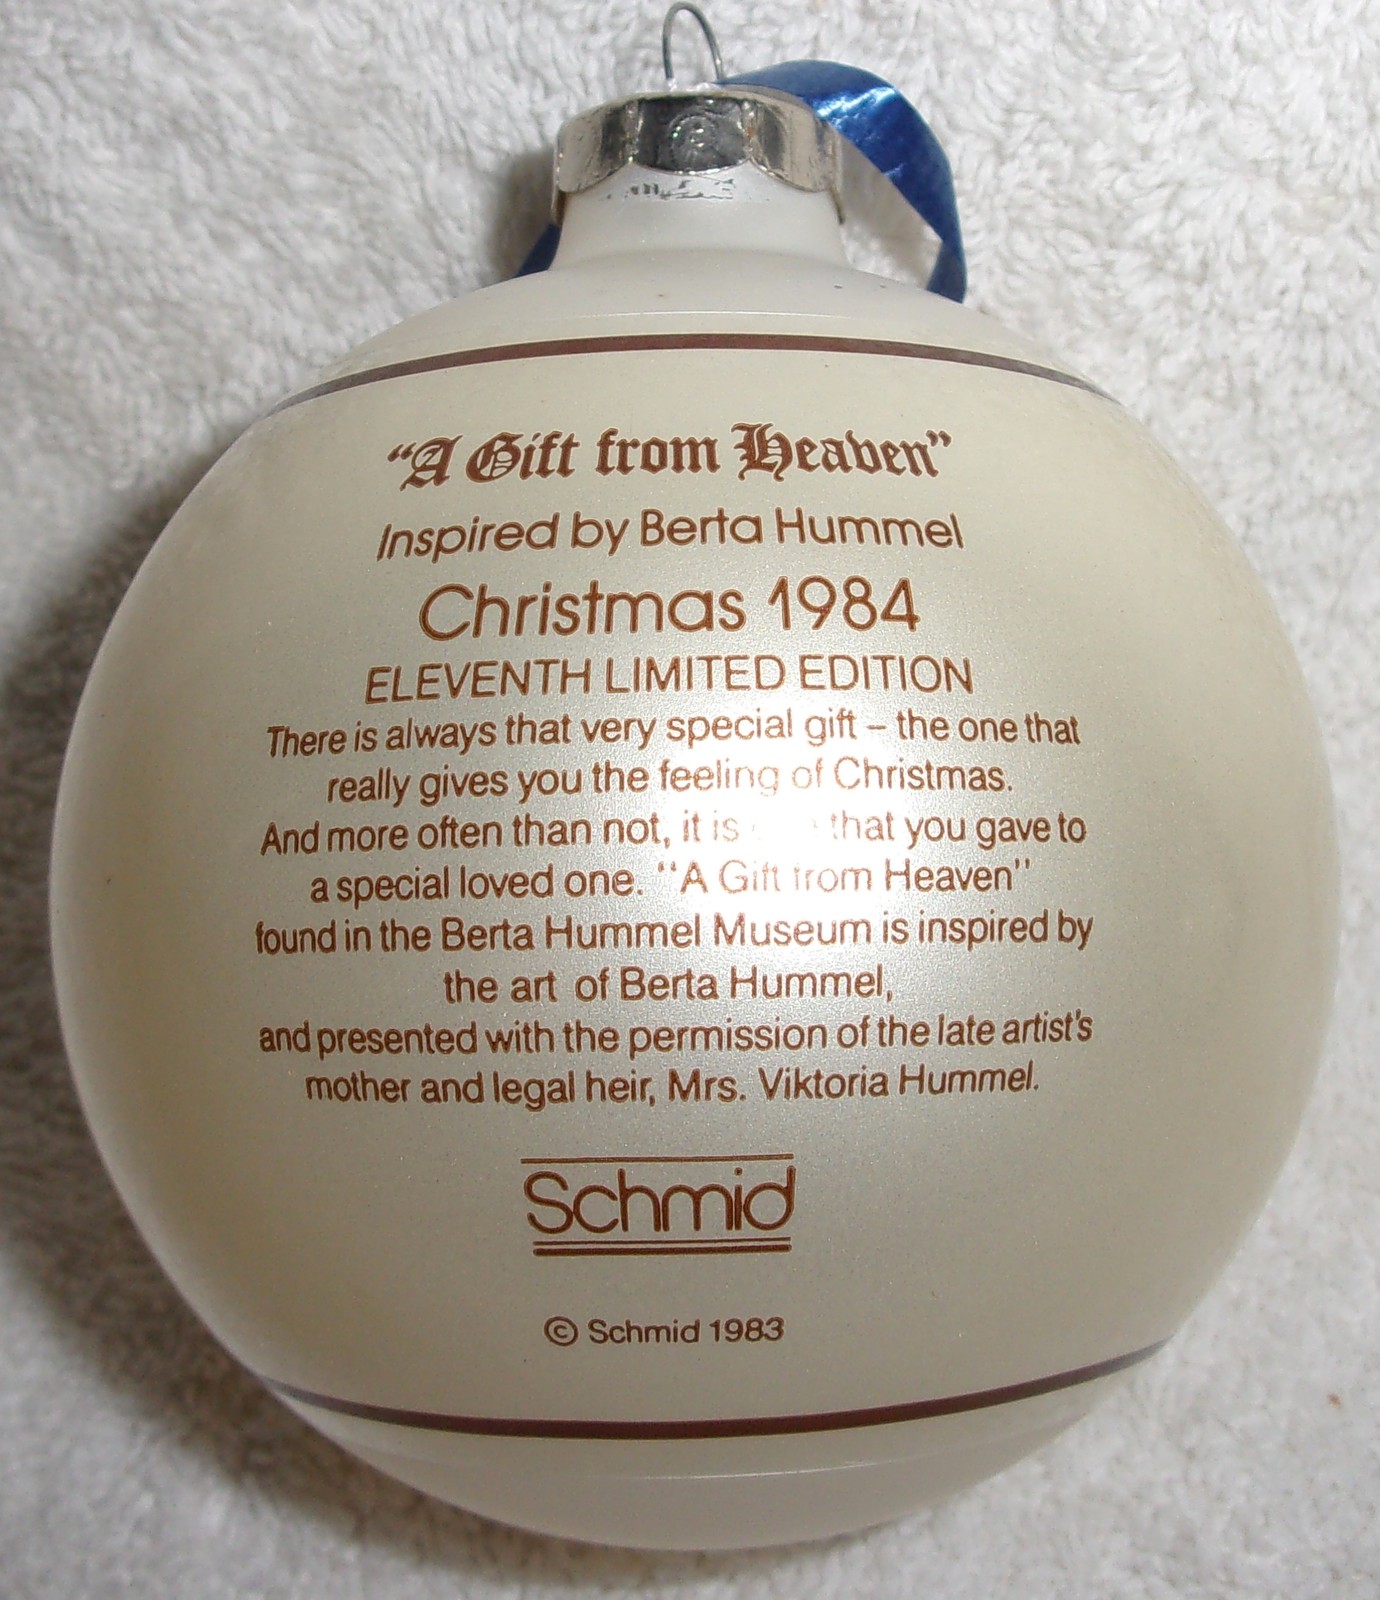 “A Gift from Heaven”
Inspired by Berta Hummel
Christmas 1984
ELEVENTH LIMITED EDITION
There is always that very special gift – the one that
really gives you the feeling of Christmas.
And more often than not, it is that you gave to
a special loved one. "A Gift from Heaven"
found in the Berta Hummel Museum is inspired by
the art of Berta Hummel,
and presented with the permission of the late artist's
mother and legal heir, Mrs. Viktoria Hummel.
Schmid
© Schmid 1983